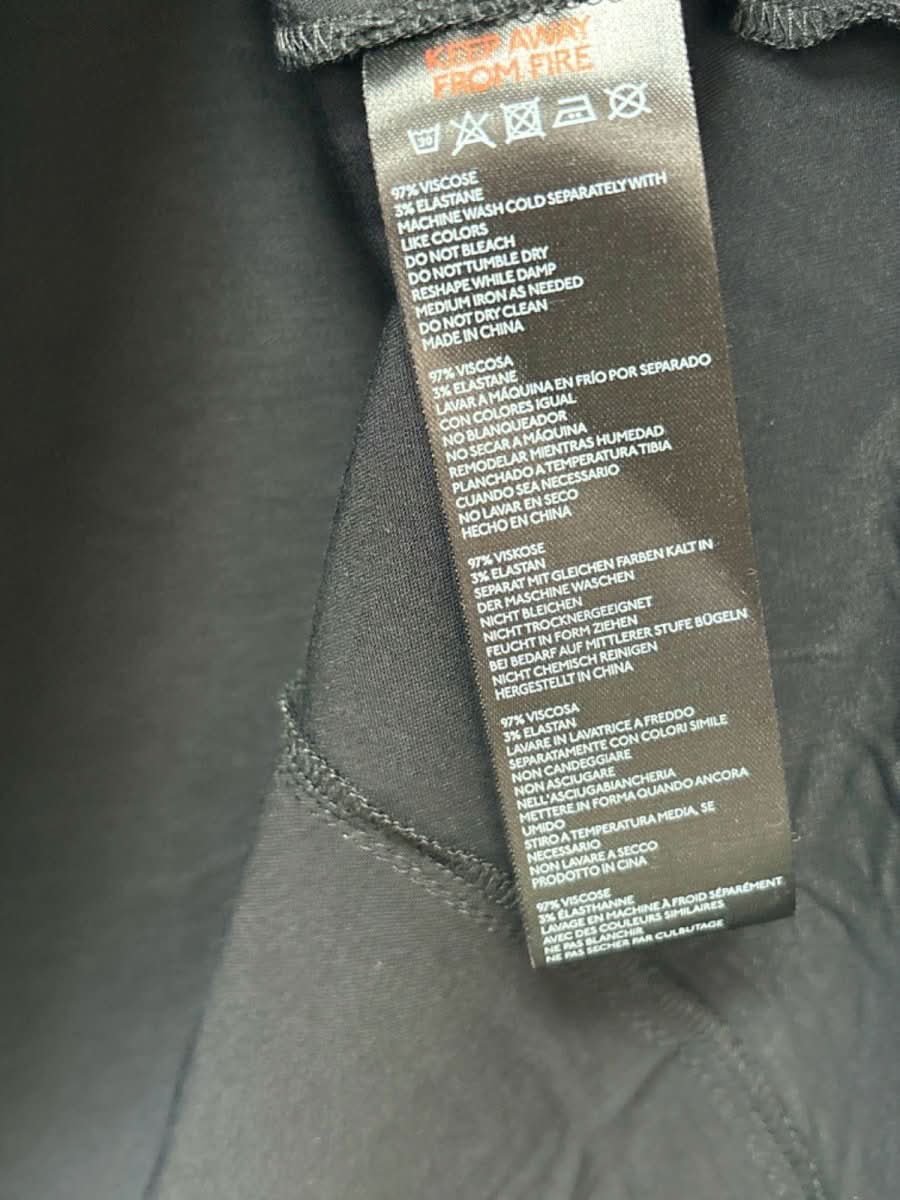 KEEP AWAY
FROM FIRE
30
97% VISCOSE
3% ELASTANE
MACHINE WASH COLD SEPARATELY WITH
LIKE COLORS
DO NOT BLEACH
DO NOT TUMBLE DRY
RESHAPE WHILE DAMP
MEDIUM IRON AS NEEDED
DO NOT DRY CLEAN
MADE IN CHINA
97% VISCOSA
3% ELASTANE
LAVAR A MÁQUINA EN FRÍO POR SEPARADO
CON COLORES IGUAL
NO BLANQUEADOR
NO SECAR A MÁQUINA
REMODELAR MIENTRAS HUMEDAD
PLANCHADO A TEMPERATURA TIBIA
CUANDO SEA NECESSARIO
NO LAVAR EN SECO
HECHO EN CHINA
97% VISKOSE
3% ELASTAN
SEPARAT MIT GLEICHEN FARBEN KALT IN
DER MASCHINE WASCHEN
NICHT BLEICHEN
NICHT TROCKNERGEEIGNET
FEUCHT IN FORM ZIEHEN
BEI BEDARF AUF MITTLERER STUFE BÜGELN
NICHT CHEMISCH REINIGEN
HERGESTELLT IN CHINA
97% VISCOSA
3% ELASTAN
LAVARE IN LAVATRICE A FREDDO
SEPARATAMENTE CON COLORI SIMILE
NON CANDEGGIARE
NON ASCIUGARE
NELL'ASCIUGABIANCHERIA
METTERE.IN FORMA QUANDO ANCORA
UMIDO
STIRO A TEMPERATURA MEDIA, SE
NECESSARIO
NON LAVARE A SECCO
PRODOTTO IN CINA
97% VISCOSE
3% ÉLASTHANNE
LAVAGE EN MACHINE À FROID SÉPARÉMENT
AVEC DES COULEURS SIMILAIRES
NE PAS BLANCHIR
NE PAS SÉCHER PAR CULBUTAGE